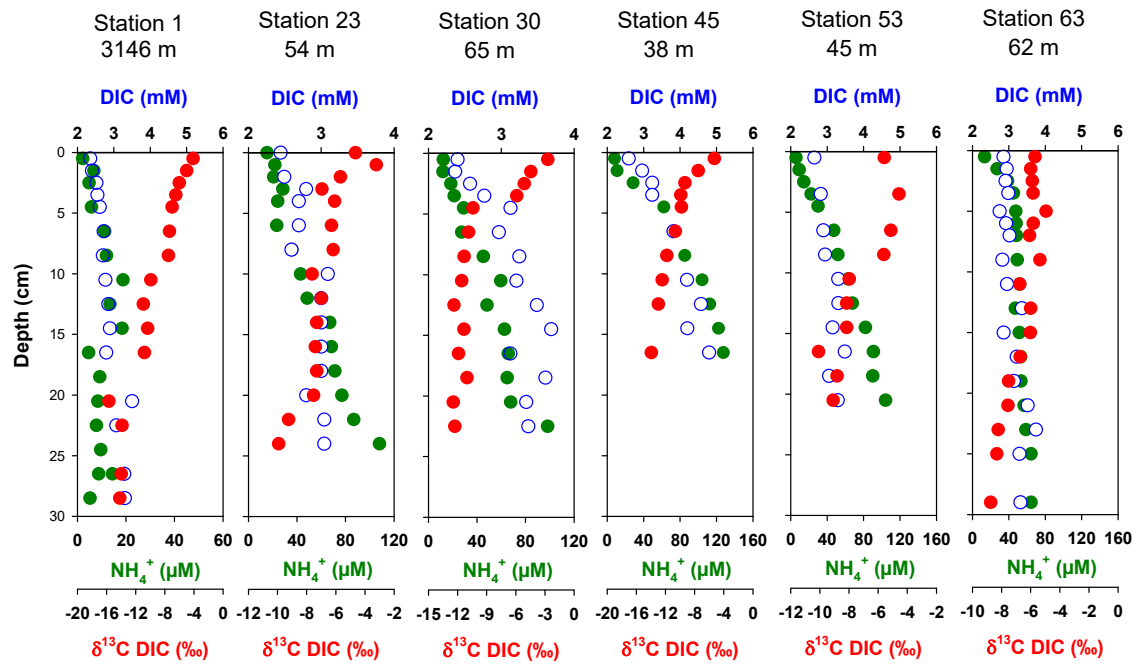 Station 1 Station 23 Station 30 Station 45 Station 53 Station 63
3146 m 54 m 65 m 38 m 45 m 62 m
DIC (mM) DIC (mM) DIC (mM) DIC (mM) DIC (mM) DIC (mM)
2 3 4 5 6 2 3 4 2 3 4 2 3 4 5 6 2 3 4 5 6 2 3 4 5 6
0
5
10
15
20
25
30
Depth (cm)
0 20 40 60 0 40 80 120 0 40 80 120 0 40 80 120 160 0 40 80 120 160 0 40 80 120 160
NH₄⁺ (µM) NH₄⁺ (µM) NH₄⁺ (µM) NH₄⁺ (µM) NH₄⁺ (µM) NH₄⁺ (µM)
-20 -16 -12 -8 -4 0 -10 -8 -6 -4 -2 -15 -12 -9 -6 -3 0 -16 -12 -8 -4 0 -10 -8 -6 -4 -2 0 -10 -8 -6 -4 -2 0
δ¹³C DIC (‰) δ¹³C DIC (‰) δ¹³C DIC (‰) δ¹³C DIC (‰) δ¹³C DIC (‰) δ¹³C DIC (‰)